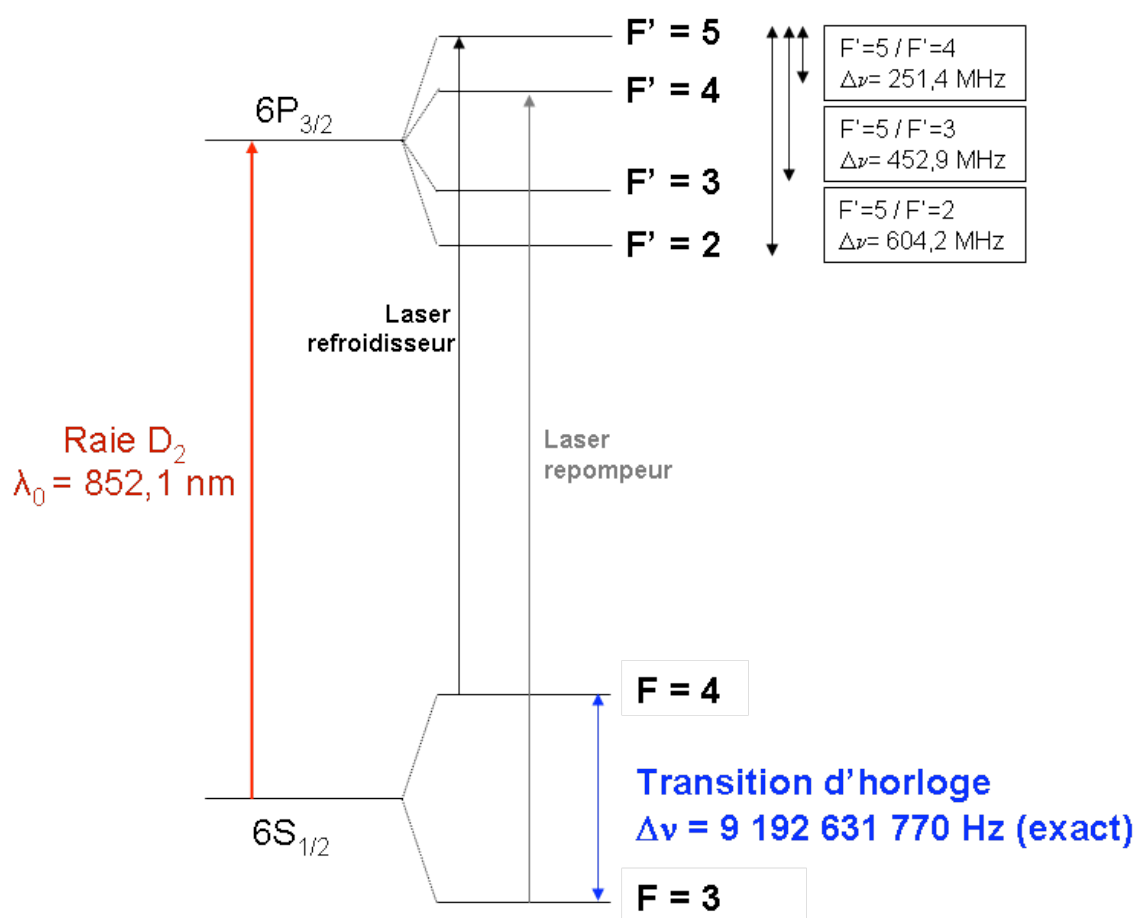 F' = 5
F'=5 / F'=4
Δν= 251,4 MHz
F' = 4
6P3/2
F'=5 / F'=3
Δν= 452,9 MHz
F' = 3
F'=5 / F'=2
Δν= 604,2 MHz
F' = 2
Laser
refroidisseur
Raie D2
λ0 = 852,1 nm
Laser
repompeur
F = 4
Transition d'horloge
Δν = 9 192 631 770 Hz (exact)
6S1/2
F = 3